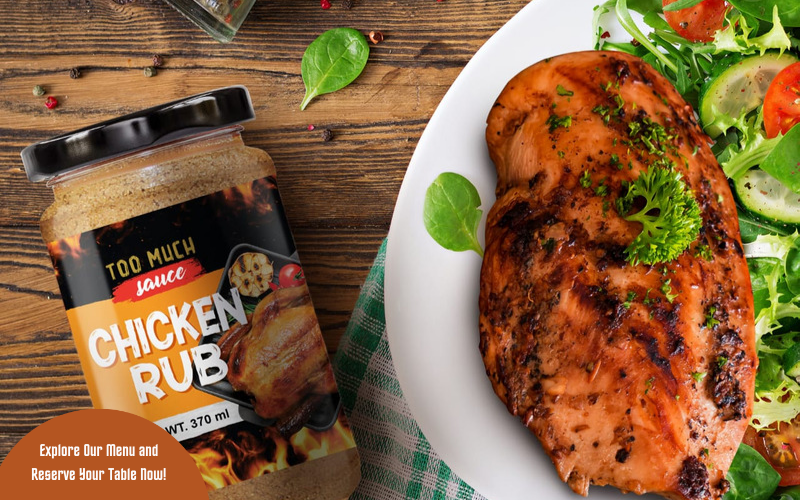 TOO MUCH
sauce
CHICKEN
RUB
WT. 370 ml
Explore Our Menu and
Reserve Your Table Now!